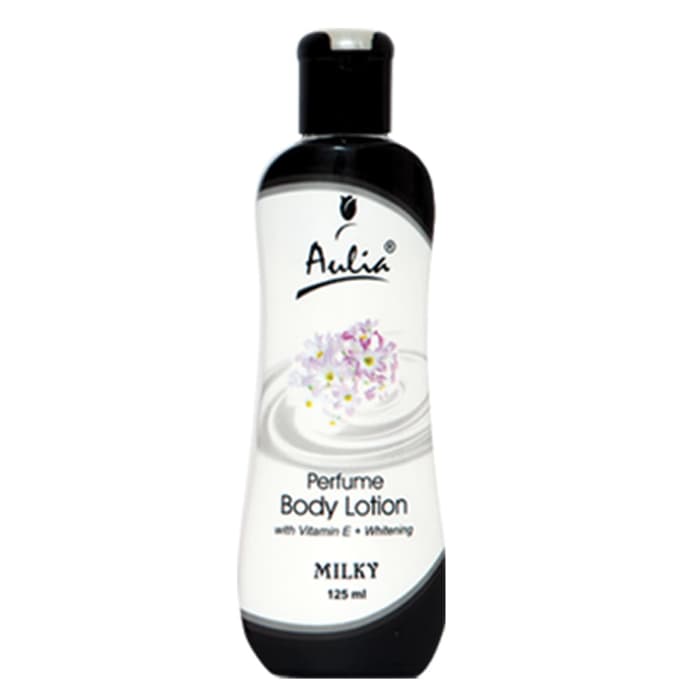 Aulia®
Perfume
Body Lotion
with Vitamin E + Whitening
MILKY
125 ml